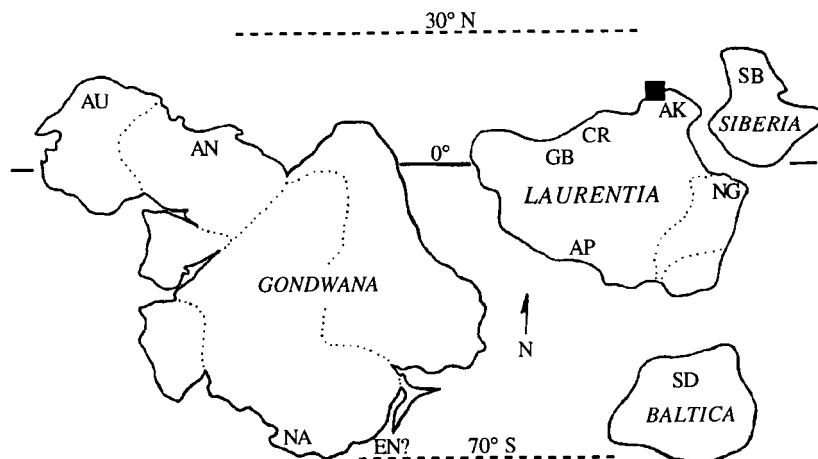 30° N
AU
SB
AK
SIBERIA
CR
AN
0°
GB
LAURENTIA
NG
AP
GONDWANA
N
SD
BALTICA
NA
EN?
70° S